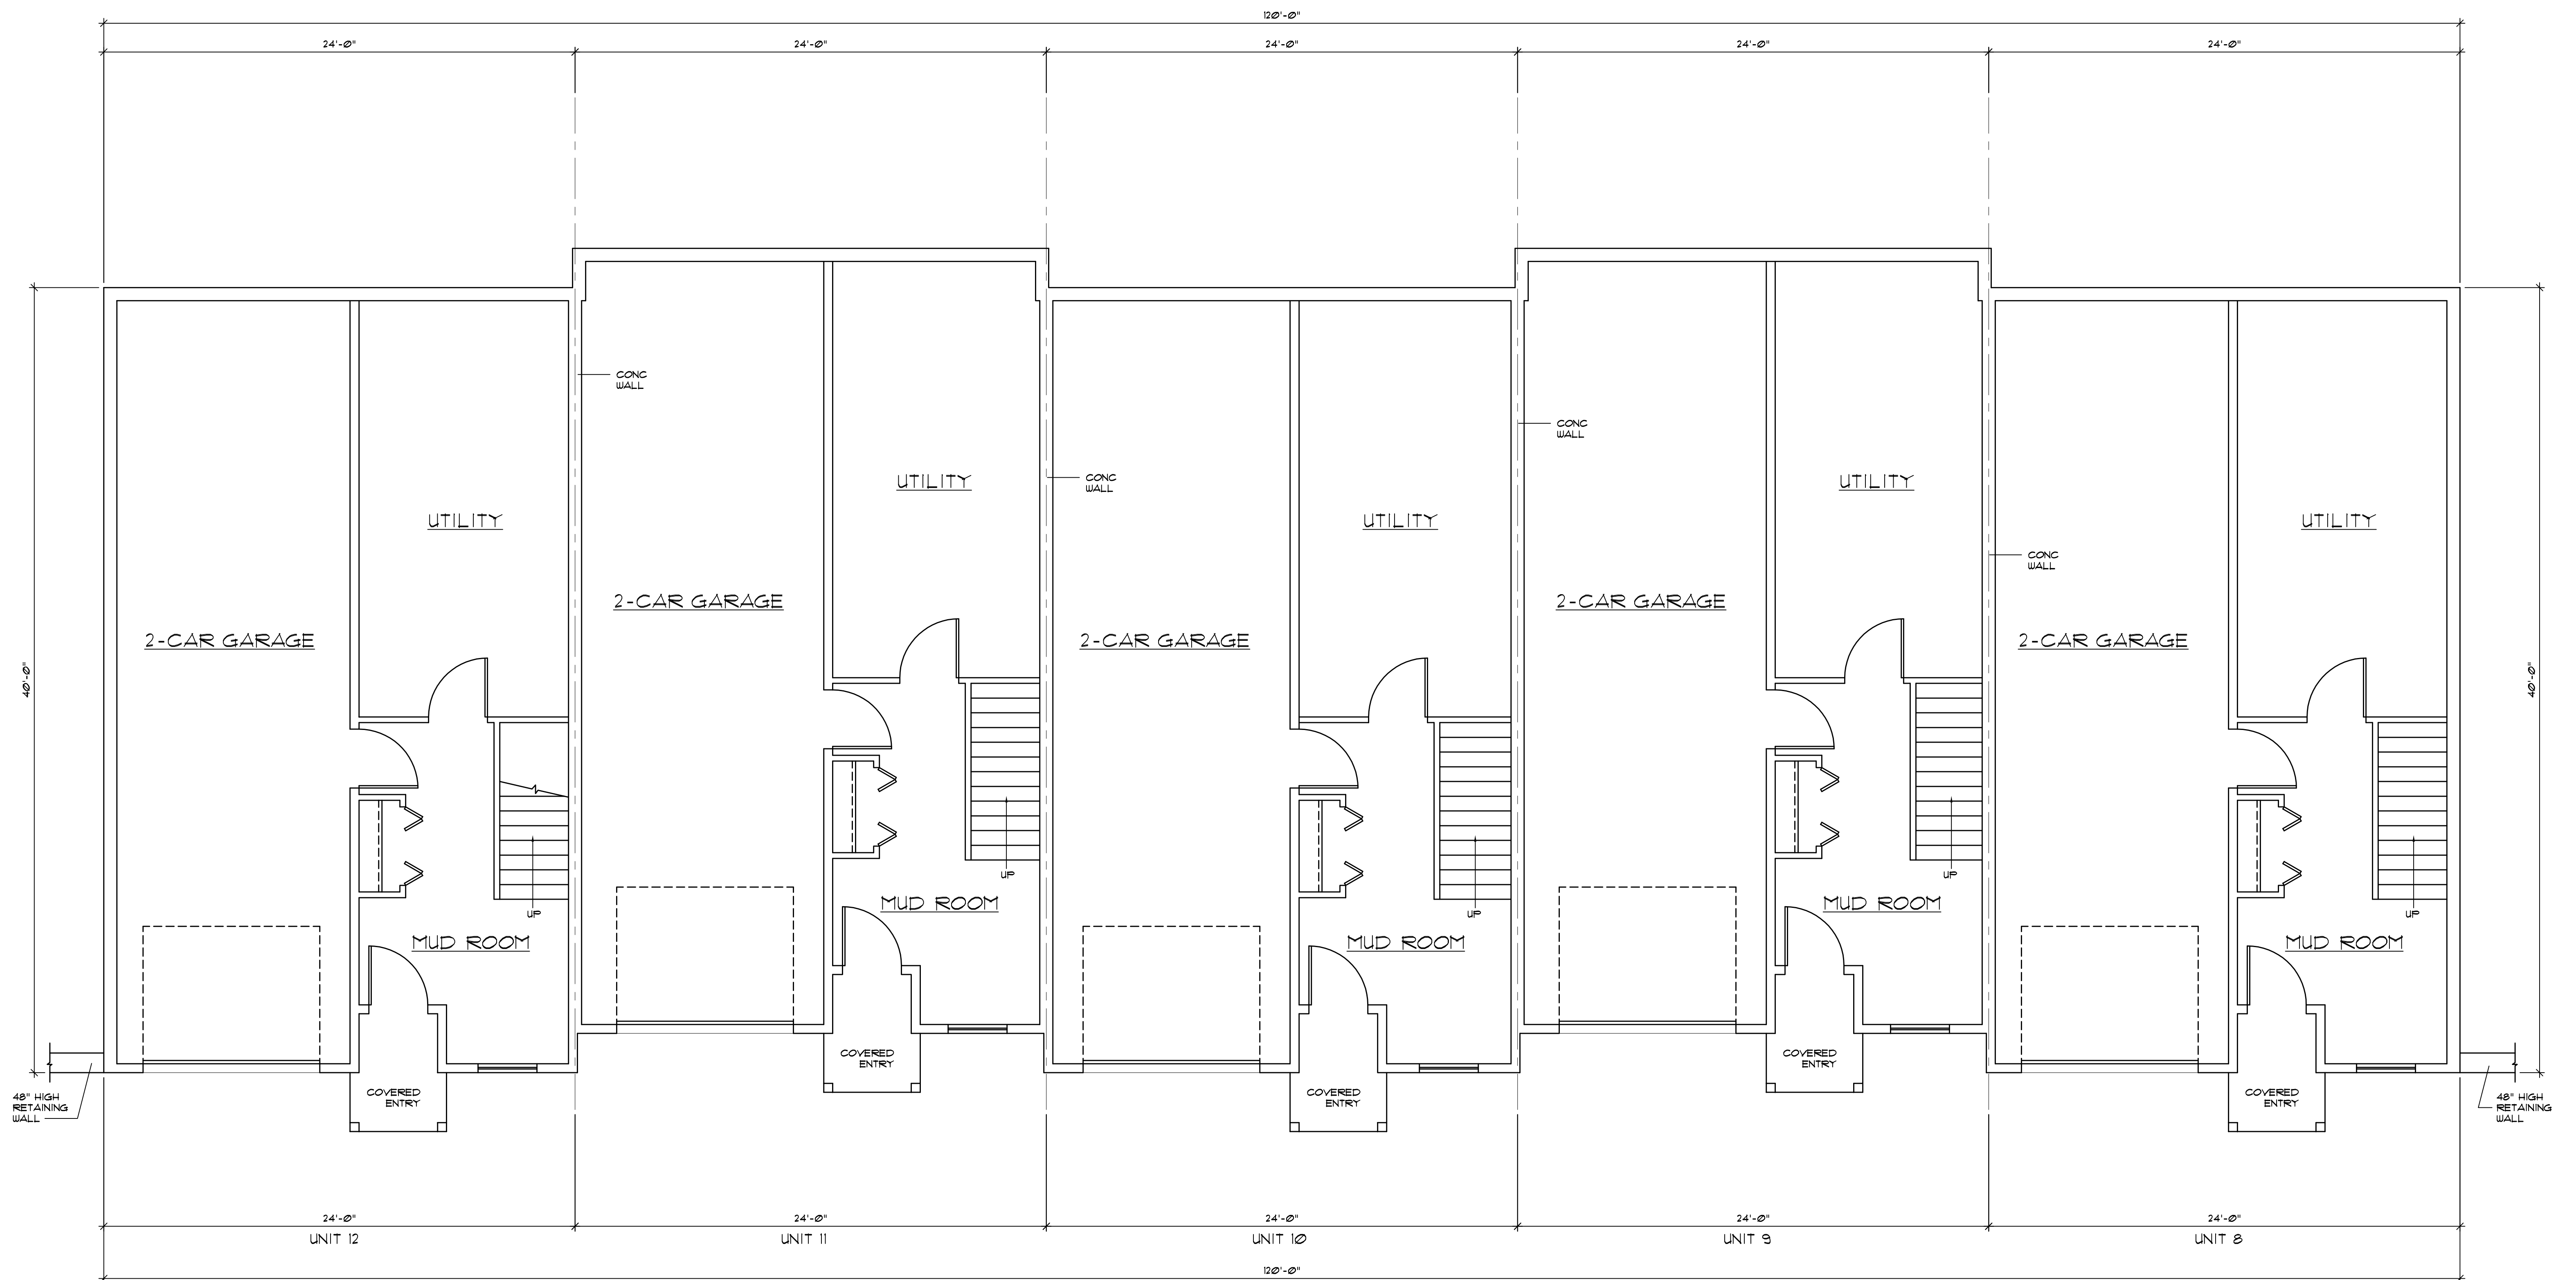 120'-0"
24'-0"
24'-0"
24'-0"
24'-0"
24'-0"
CONC
WALL
CONC
WALL
CONC
WALL
CONC
WALL
UTILITY
UTILITY
UTILITY
UTILITY
UTILITY
2-CAR GARAGE
2-CAR GARAGE
2-CAR GARAGE
2-CAR GARAGE
2-CAR GARAGE
40'-0"
40'-0"
UP
UP
UP
UP
UP
MUD ROOM
MUD ROOM
MUD ROOM
MUD ROOM
MUD ROOM
COVERED
ENTRY
COVERED
ENTRY
COVERED
ENTRY
COVERED
ENTRY
COVERED
ENTRY
48" HIGH
RETAINING
WALL
48" HIGH
RETAINING
WALL
24'-0"
24'-0"
24'-0"
24'-0"
24'-0"
UNIT 12
UNIT 11
UNIT 10
UNIT 9
UNIT 8
120'-0"